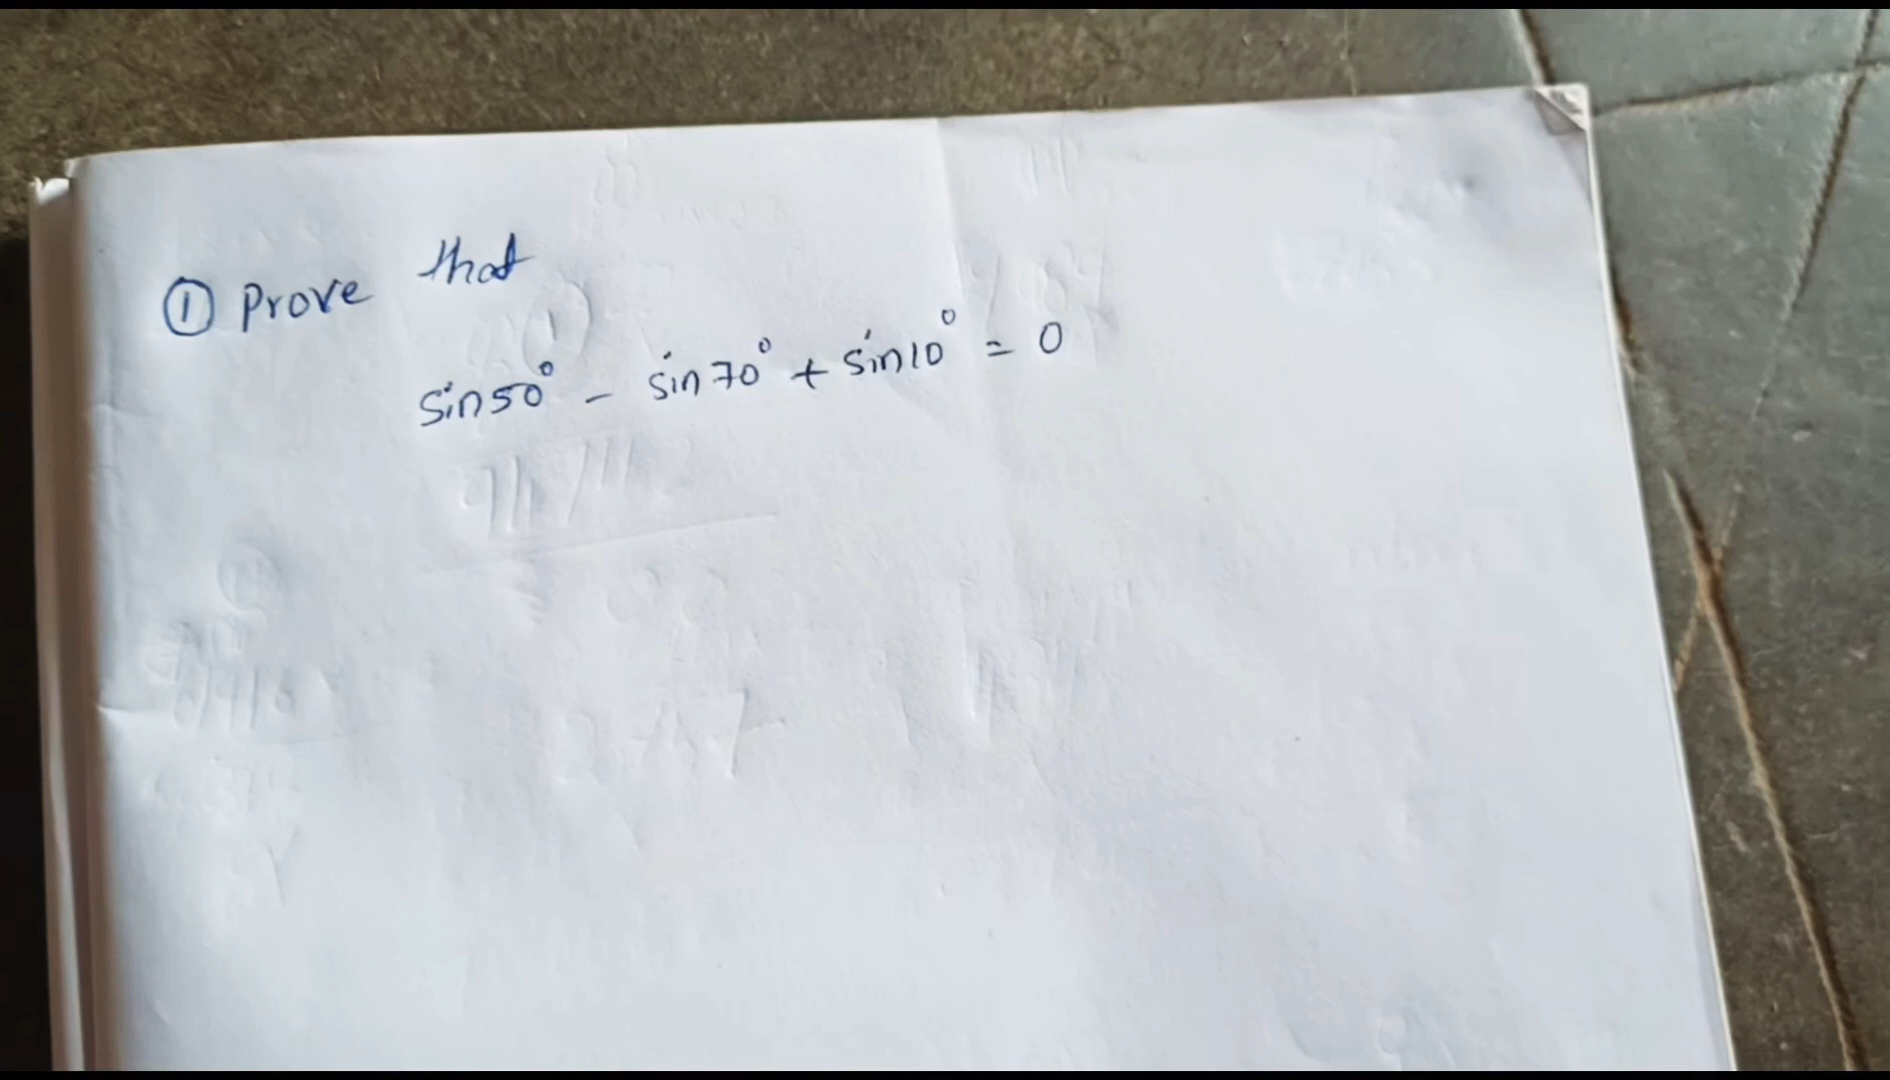 ① Prove that
sin50° - sin70° + sin10° = 0